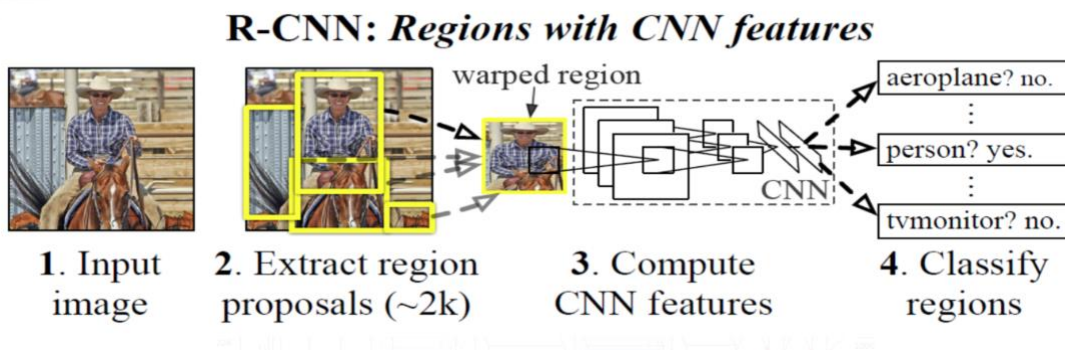 R-CNN: Regions with CNN features
warped region
aeroplane? no.
⋮
person? yes.
⋮
tvmonitor? no.
CNN
1. Input
image
2. Extract region
proposals (~2k)
3. Compute
CNN features
4. Classify
regions